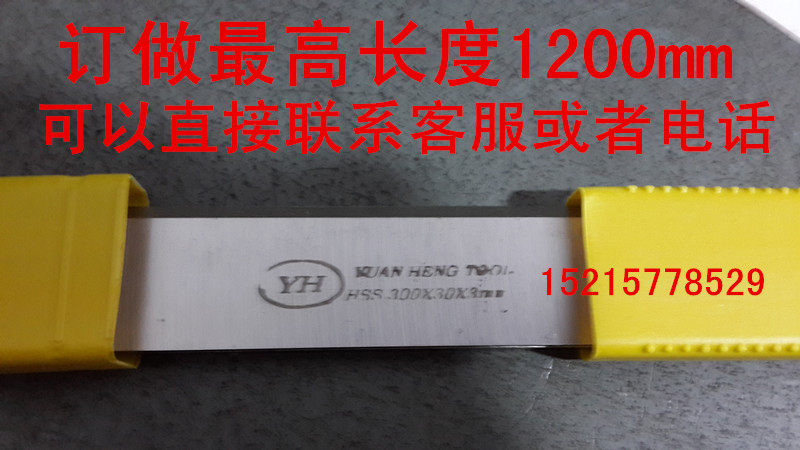 订做最高长度1200mm
可以直接联系客服或者电话
YH
YUAN HENG TOOL
HSS 300X30X3mm
15215778529